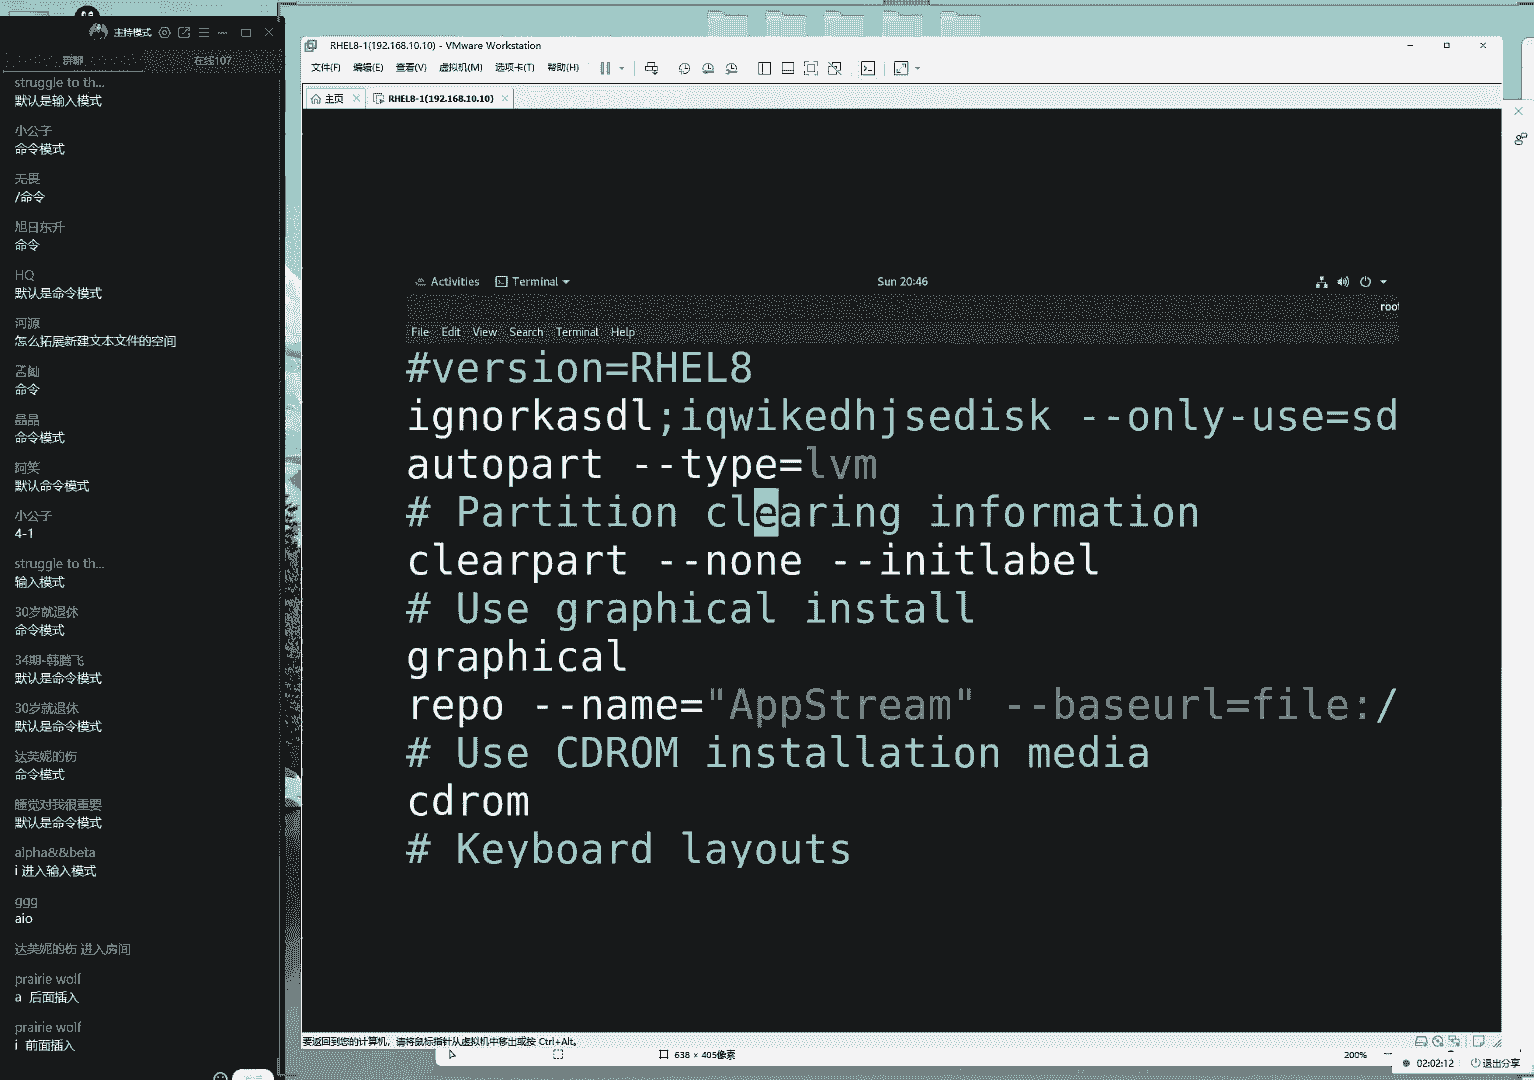 主持模式
群聊
在线107
struggle to th...
默认是输入模式
小公子
命令模式
无畏
/命令
旭日东升
命令
HQ
默认是命令模式
河源
怎么拓展新建文本文件的空间
命令
晶晶
命令模式
阿笑
默认命令模式
小公子
4-1
struggle to th...
输入模式
30岁就退休
命令模式
34期-韩腾飞
默认是命令模式
30岁就退休
默认是命令模式
达芙妮的伤
命令模式
睡觉对我很重要
默认是命令模式
alpha&&beta
i 进入输入模式
ggg
aio
达芙妮的伤 进入房间
prairie wolf
a 后面插入
prairie wolf
i 前面插入
RHEL8-1(192.168.10.10) - VMware Workstation
文件(F) 编辑(E) 查看(V) 虚拟机(M) 选项卡(T) 帮助(H)
主页
RHEL8-1(192.168.10.10)
Activities Terminal Sun 20:46
root
File Edit View Search Terminal Help
#version=RHEL8
ignorkasdl;iqwikedhjsedisk --only-use=sd
autopart --type=lvm
# Partition clearing information
clearpart --none --initlabel
# Use graphical install
graphical
repo --name="AppStream" --baseurl=file:/
# Use CDROM installation media
cdrom
# Keyboard layouts
要返回到您的计算机，请将鼠标指针从虚拟机中移出或按 Ctrl+Alt。
638 × 405像素
200%
02:02:12
退出分享